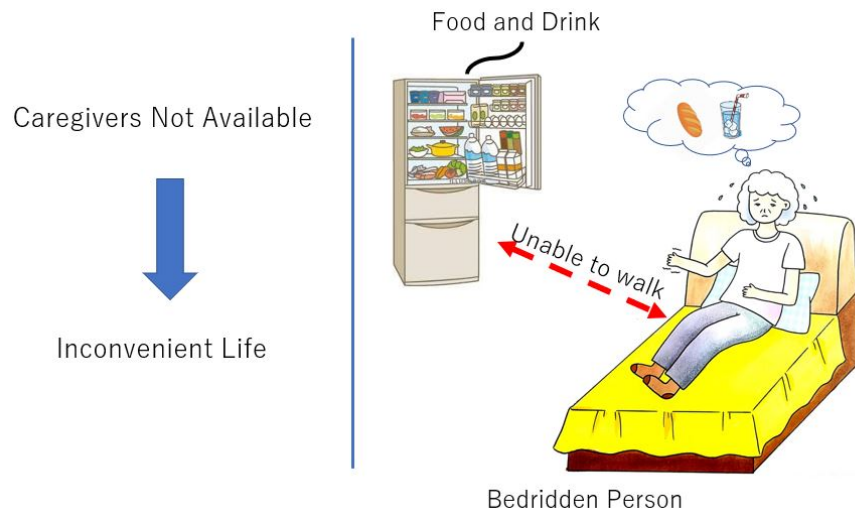 Caregivers Not Available
Inconvenient Life
Food and Drink
Unable to walk
Bedridden Person